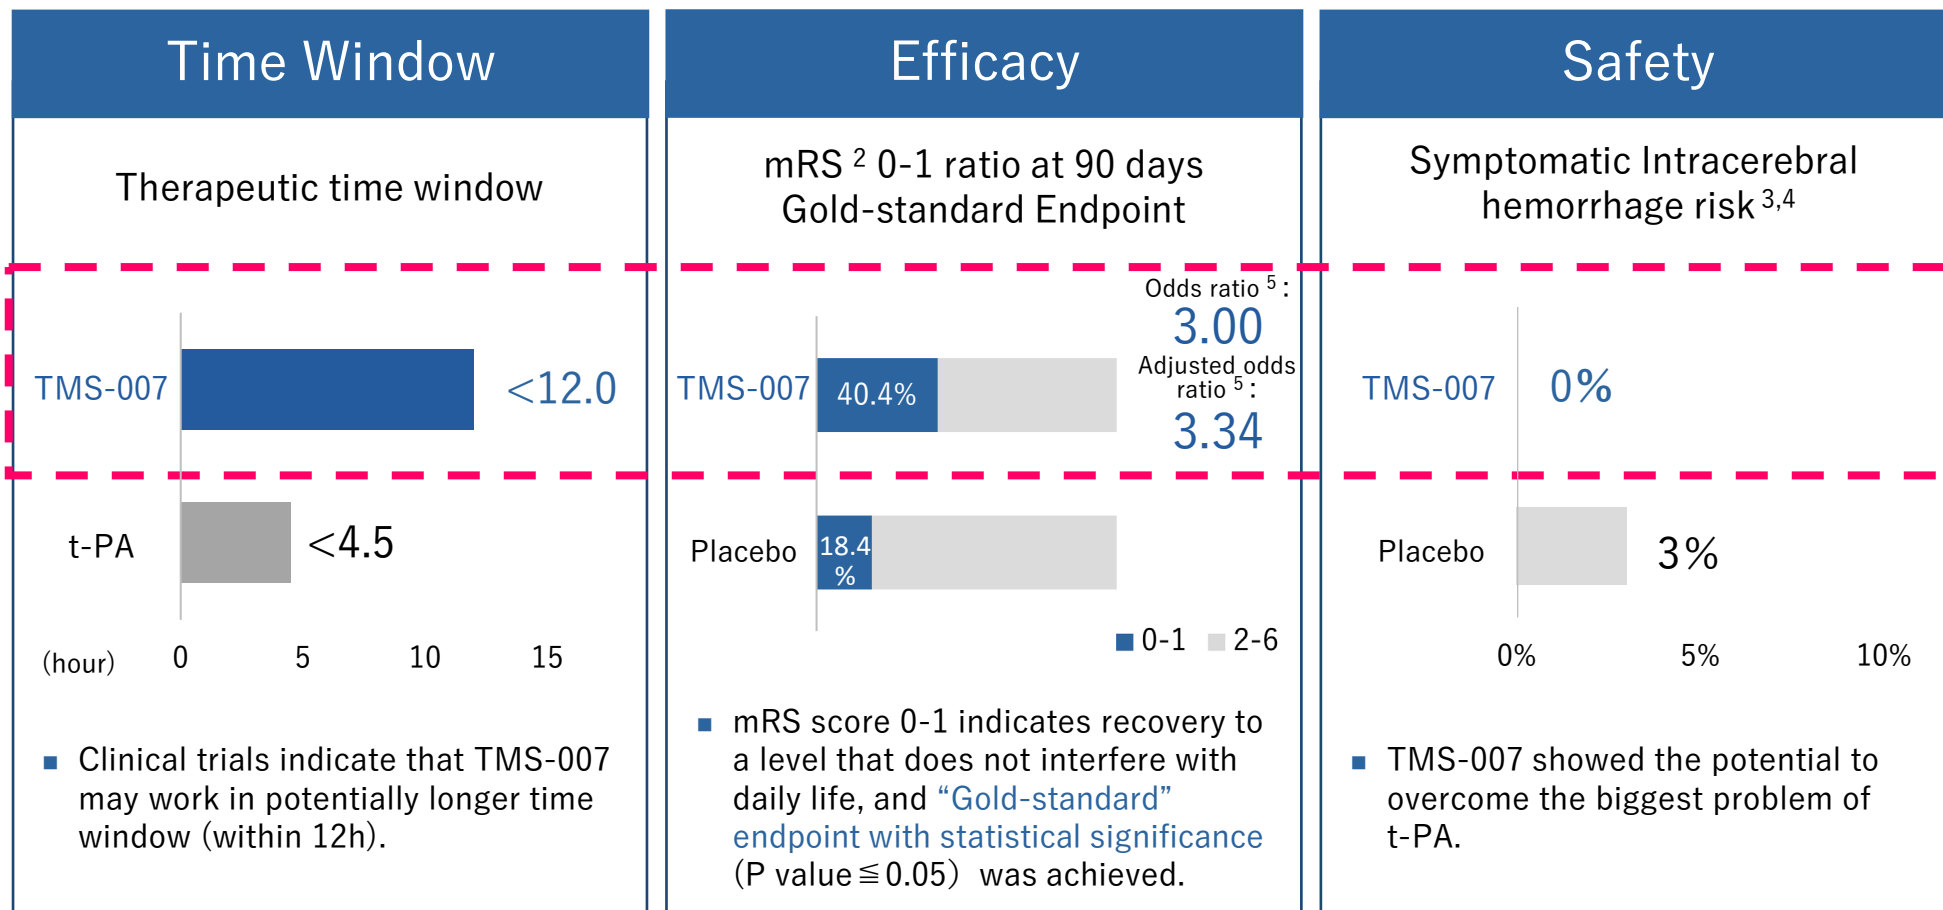 Time Window
Therapeutic time window
TMS-007
<12.0
t-PA
<4.5
(hour)
0
5
10
15
■ Clinical trials indicate that TMS-007
may work in potentially longer time
window (within 12h).
Efficacy
mRS 2 0-1 ratio at 90 days
Gold-standard Endpoint
Odds ratio 5 :
3.00
Adjusted odds
ratio 5 :
3.34
TMS-007
40.4%
Placebo
18.4
%
0-1
2-6
■ mRS score 0-1 indicates recovery to
a level that does not interfere with
daily life, and “Gold-standard”
endpoint with statistical significance
(P value≦0.05) was achieved.
Safety
Symptomatic Intracerebral
hemorrhage risk 3,4
TMS-007
0%
Placebo
3%
0%
5%
10%
■ TMS-007 showed the potential to
overcome the biggest problem of
t-PA.